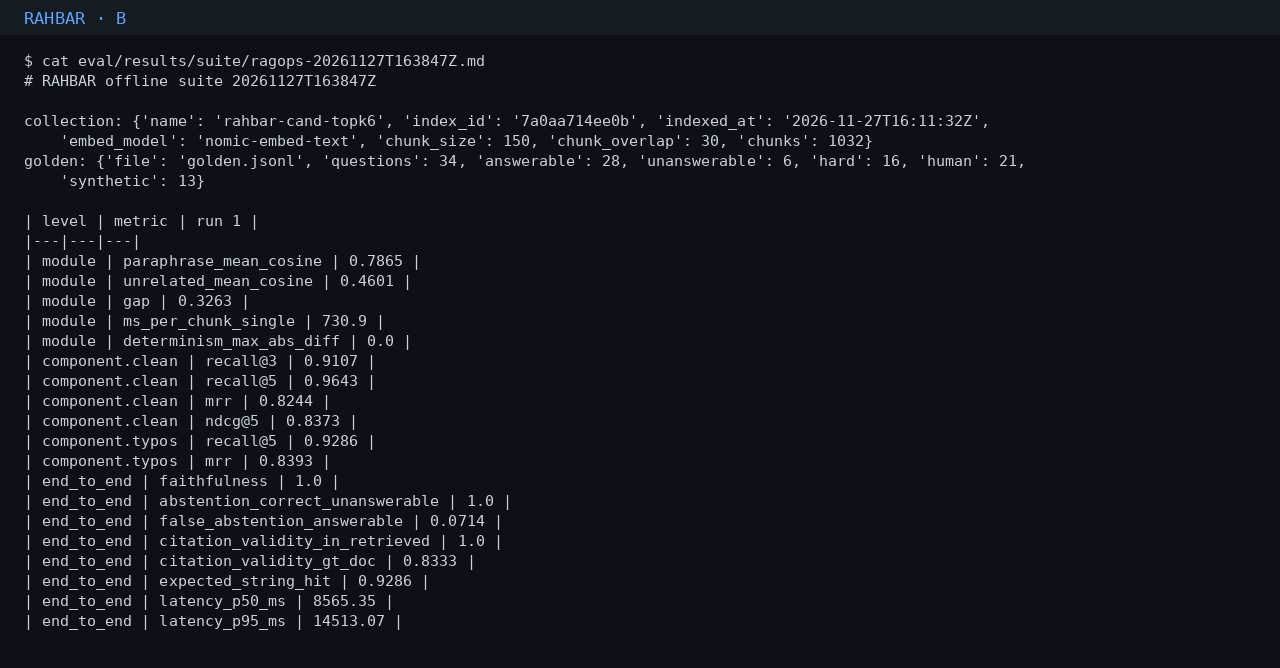 RAHBAR · B
$ cat eval/results/suite/ragops-20261127T163847Z.md
# RAHBAR offline suite 20261127T163847Z
collection: {'name': 'rahbar-cand-topk6', 'index_id': '7a0aa714ee0b', 'indexed_at': '2026-11-27T16:11:32Z',
    'embed_model': 'nomic-embed-text', 'chunk_size': 150, 'chunk_overlap': 30, 'chunks': 1032}
golden: {'file': 'golden.jsonl', 'questions': 34, 'answerable': 28, 'unanswerable': 6, 'hard': 16, 'human': 21,
    'synthetic': 13}
| level | metric | run 1 |
|---|---|---|
| module | paraphrase_mean_cosine | 0.7865 |
| module | unrelated_mean_cosine | 0.4601 |
| module | gap | 0.3263 |
| module | ms_per_chunk_single | 730.9 |
| module | determinism_max_abs_diff | 0.0 |
| component.clean | recall@3 | 0.9107 |
| component.clean | recall@5 | 0.9643 |
| component.clean | mrr | 0.8244 |
| component.clean | ndcg@5 | 0.8373 |
| component.typos | recall@5 | 0.9286 |
| component.typos | mrr | 0.8393 |
| end_to_end | faithfulness | 1.0 |
| end_to_end | abstention_correct_unanswerable | 1.0 |
| end_to_end | false_abstention_answerable | 0.0714 |
| end_to_end | citation_validity_in_retrieved | 1.0 |
| end_to_end | citation_validity_gt_doc | 0.8333 |
| end_to_end | expected_string_hit | 0.9286 |
| end_to_end | latency_p50_ms | 8565.35 |
| end_to_end | latency_p95_ms | 14513.07 |